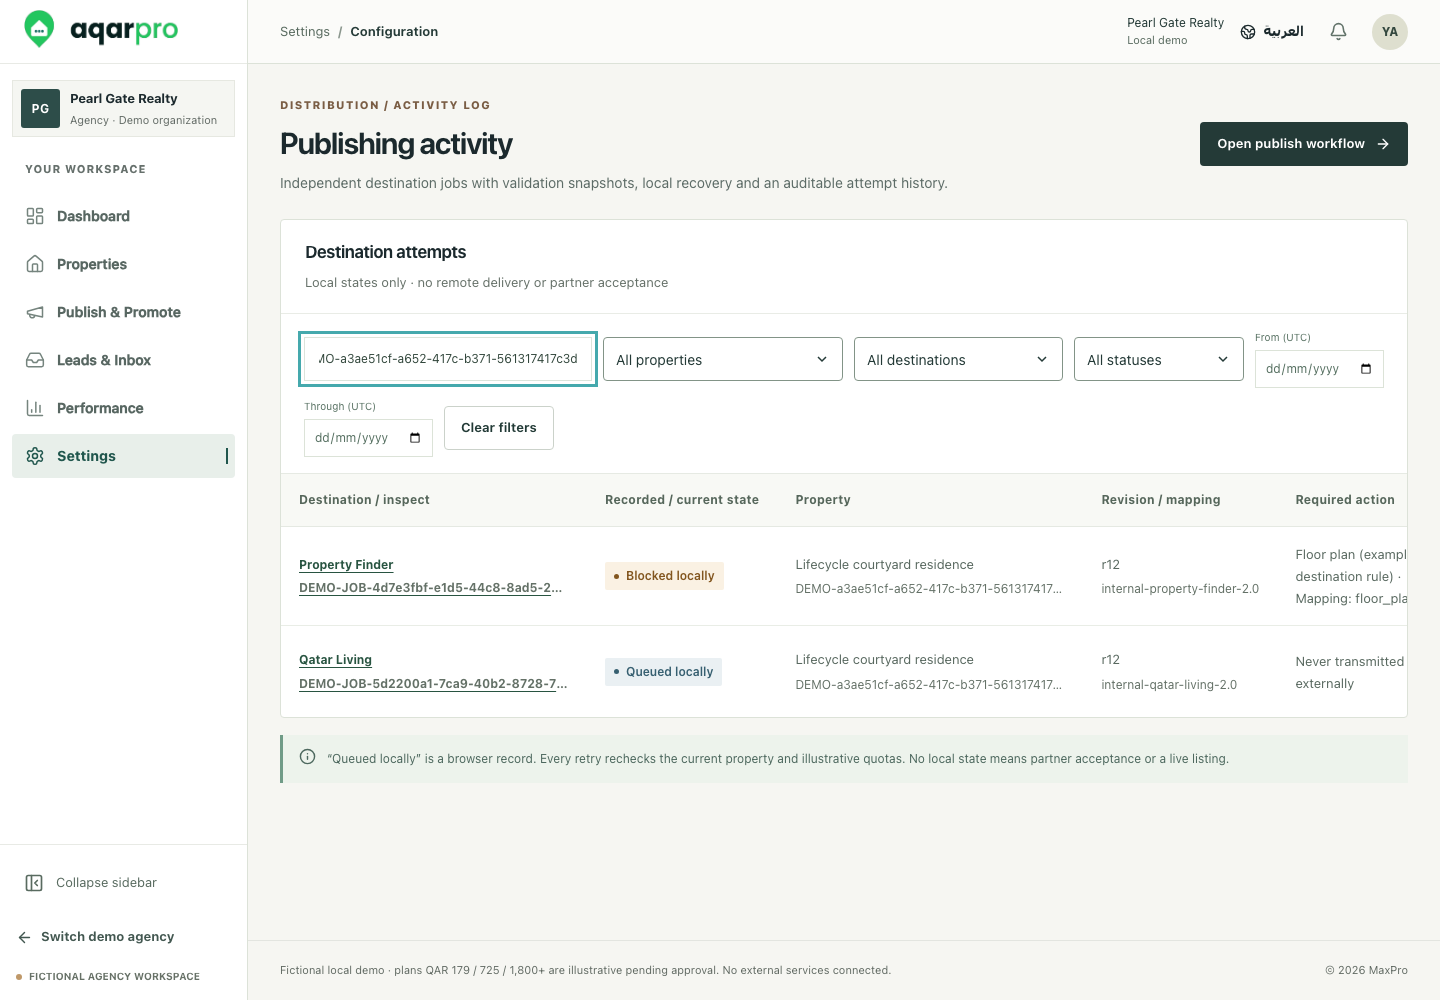 aqarpro
Settings / Configuration
Pearl Gate Realty
Local demo
العربية
YA
PG
Pearl Gate Realty
Agency · Demo organization
YOUR WORKSPACE
Dashboard
Properties
Publish & Promote
Leads & Inbox
Performance
Settings
Collapse sidebar
Switch demo agency
FICTIONAL AGENCY WORKSPACE
DISTRIBUTION / ACTIVITY LOG
Publishing activity
Independent destination jobs with validation snapshots, local recovery and an auditable attempt history.
Open publish workflow
Destination attempts
Local states only · no remote delivery or partner acceptance
MO-a3ae51cf-a652-417c-b371-561317417c3d
All properties
All destinations
All statuses
From (UTC)
dd/mm/yyyy
Through (UTC)
dd/mm/yyyy
Clear filters
Destination / inspect Recorded / current state Property Revision / mapping Required action
Property Finder
DEMO-JOB-4d7e3fbf-e1d5-44c8-8ad5-2...
Blocked locally
Lifecycle courtyard residence
DEMO-a3ae51cf-a652-417c-b371-561317417...
r12
internal-property-finder-2.0
Floor plan (exampl
destination rule) ·
Mapping: floor_pla
Qatar Living
DEMO-JOB-5d2200a1-7ca9-40b2-8728-7...
Queued locally
Lifecycle courtyard residence
DEMO-a3ae51cf-a652-417c-b371-561317417...
r12
internal-qatar-living-2.0
Never transmitted
externally
“Queued locally” is a browser record. Every retry rechecks the current property and illustrative quotas. No local state means partner acceptance or a live listing.
Fictional local demo · plans QAR 179 / 725 / 1,800+ are illustrative pending approval. No external services connected.
© 2026 MaxPro